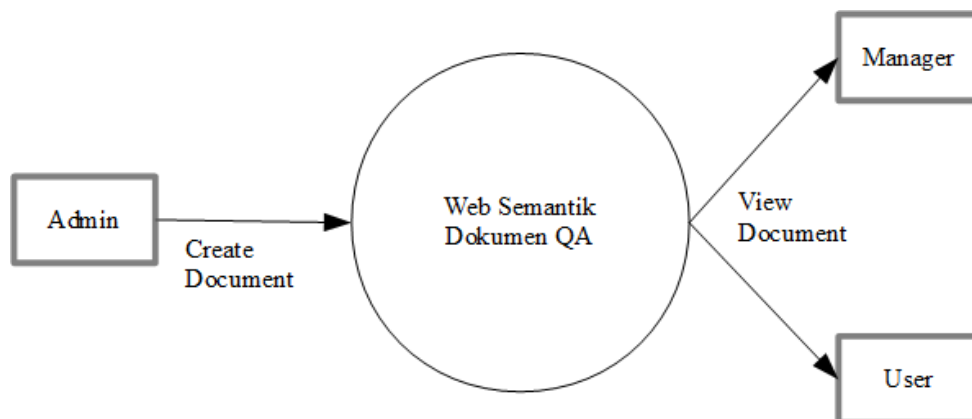 Admin
Create
Document
Web Semantik
Dokumen QA
Manager
View
Document
User